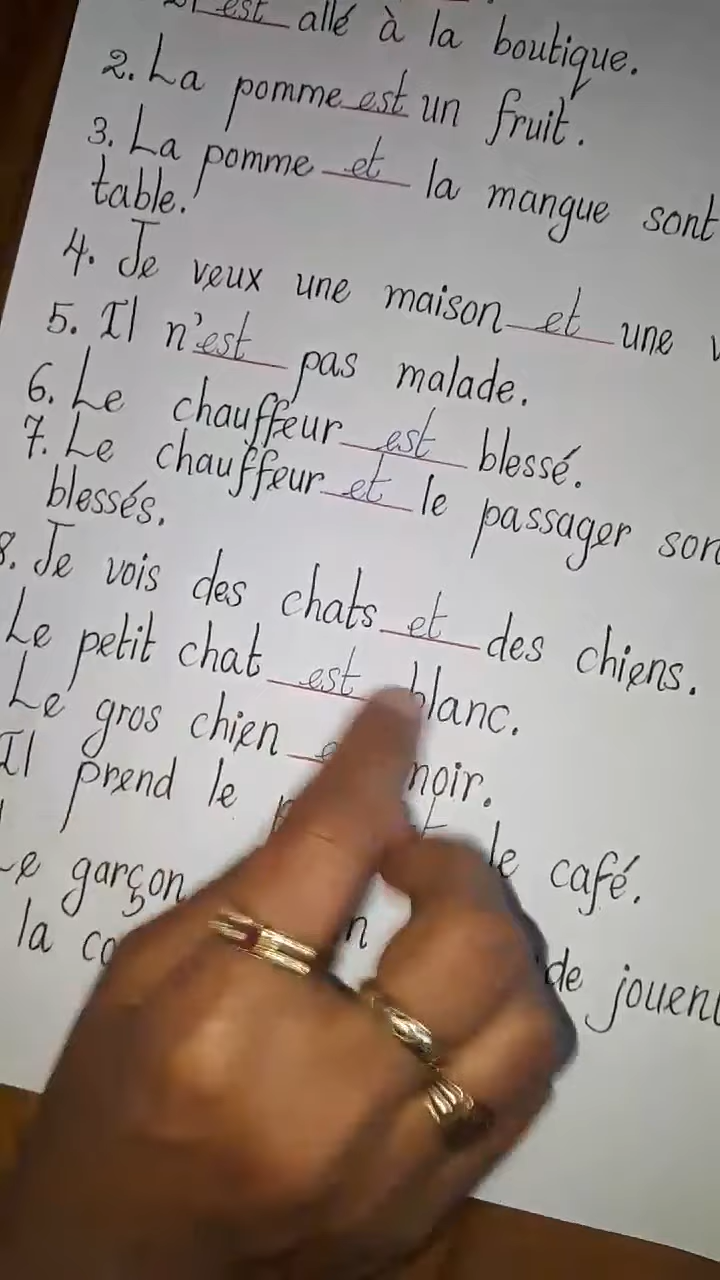 est allé à la boutique.
2. La pomme est un fruit.
3. La pomme et la mangue sont
table.
4. Je veux une maison et une
5. Il n'est pas malade.
6. Le chauffeur est blessé.
7. Le chauffeur et le passager
blessés.
8. Je vois des chats et des chiens.
Le petit chat est blanc.
Le gros chien noir.
Il prend le le café.
garçon
la de jouent